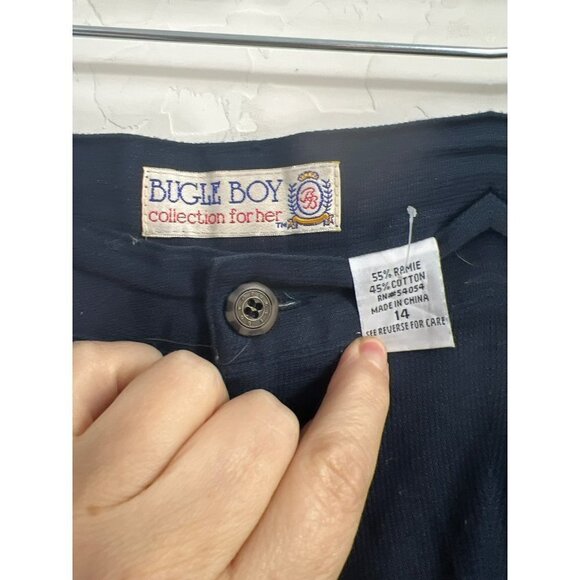 BUGLE BOY
collection for her
TM
55% RAMIE
45% COTTON
RN#54054
MADE IN CHINA
14
SEE REVERSE FOR CARE